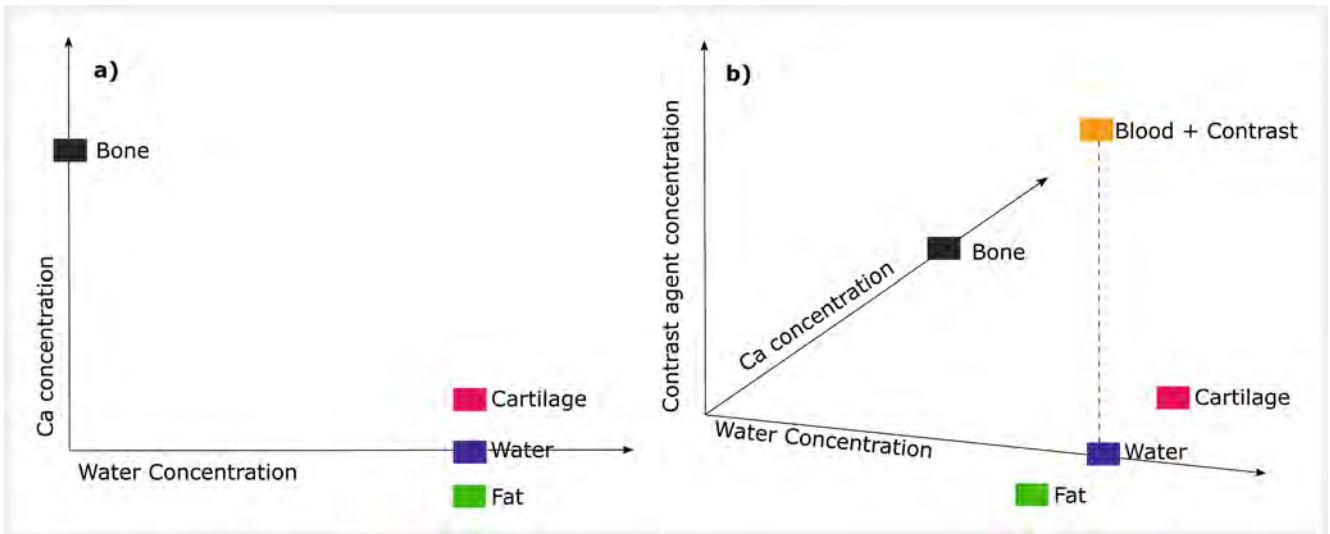 a)
Bone
Ca concentration
Cartilage
Water
Water Concentration
Fat
b)
Contrast agent concentration
Blood + Contrast
Bone
Ca concentration
Cartilage
Water Concentration
Water
Fat